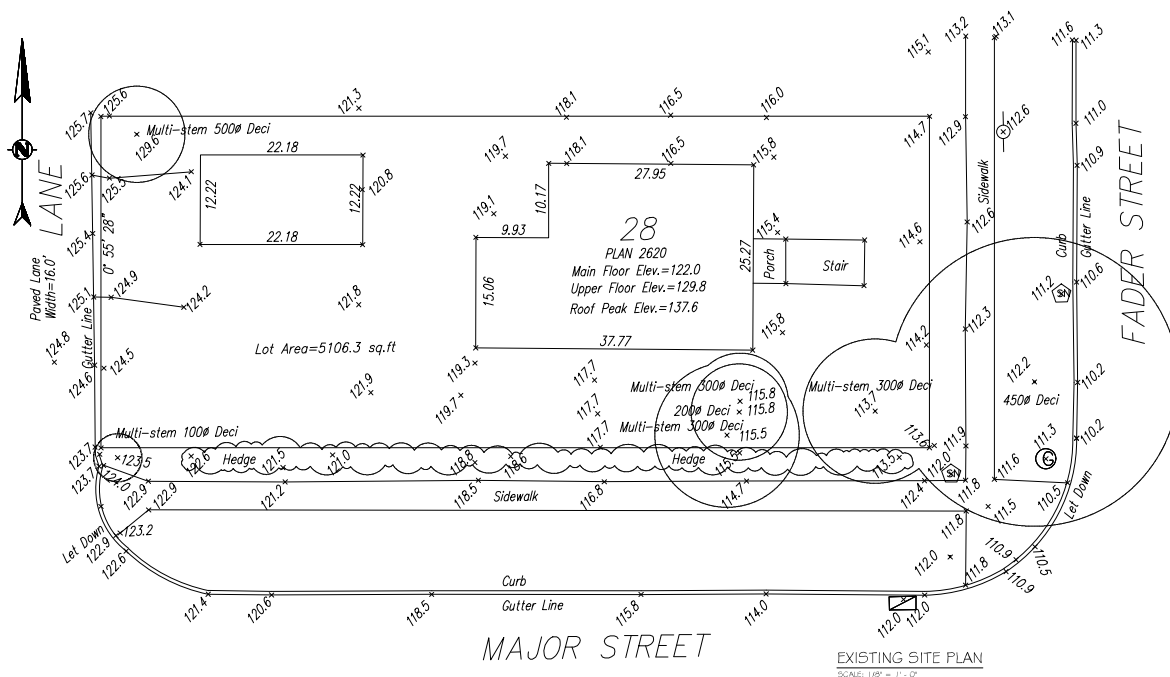 113.2
113.1
111.6
111.3
115.1
125.6
125.7
121.3
118.1
116.5
116.0
114.7
112.9
112.6
111.0
Multi-stem 500ø Deci
129.6
N
LANE
22.18
119.7
118.1
116.5
115.8
27.95
110.9
125.6
125.5
124.1
12.22
12.22
120.8
10.17
Sidewalk
Gutter Line
Curb
FADER STREET
119.1
28
115.4
114.6
112.6
125.4
0° 55' 28"
22.18
9.93
PLAN 2620
Main Floor Elev.=122.0
Upper Floor Elev.=129.8
Roof Peak Elev.=137.6
25.27
Porch
Stair
111.2
SN
110.6
Paved Lane
Width=16.0'
125.1
124.9
124.2
121.8
15.06
115.8
112.3
Gutter Line
124.8
124.6
124.5
Lot Area=5106.3 sq.ft
37.77
114.2
119.3
121.9
117.7
Multi-stem 300ø Deci
115.8
Multi-stem 300ø Deci
112.2
110.2
119.7
117.7
200ø Deci
115.8
113.7
450ø Deci
Multi-stem 100ø Deci
Multi-stem 300ø Deci
115.5
117.7
123.7
123.5
122.6
Hedge
121.5
121.0
118.8
118.6
Hedge
113.5
113.6
111.9
111.3
G
110.2
123.7
124.0
112.0
SN
111.6
122.9
122.9
121.2
118.5
Sidewalk
116.8
114.7
112.4
111.8
110.5
Let Down
111.5
111.8
Let Down
123.2
122.9
122.6
112.0
110.9
110.5
110.9
111.8
Curb
121.4
120.6
118.5
Gutter Line
115.8
114.0
112.0
112.0
MAJOR STREET
EXISTING SITE PLAN
SCALE: 1/8" = 1'-0"